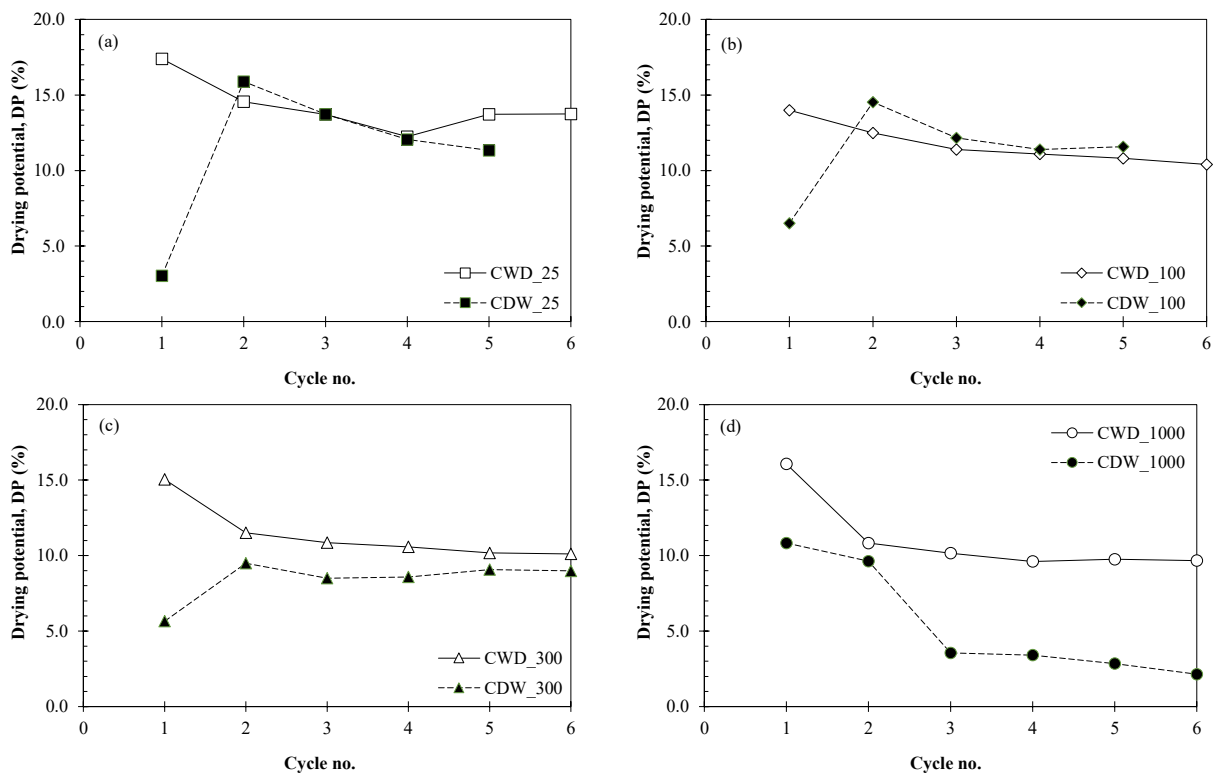 (a)
Drying potential, DP (%)
20.0
15.0
10.0
5.0
0.0
CWD_25
CDW_25
0 1 2 3 4 5 6
Cycle no.
(b)
Drying potential, DP (%)
20.0
15.0
10.0
5.0
0.0
CWD_100
CDW_100
0 1 2 3 4 5 6
Cycle no.
(c)
Drying potential, DP (%)
20.0
15.0
10.0
5.0
0.0
CWD_300
CDW_300
0 1 2 3 4 5 6
Cycle no.
(d)
Drying potential, DP (%)
20.0
15.0
10.0
5.0
0.0
CWD_1000
CDW_1000
0 1 2 3 4 5 6
Cycle no.